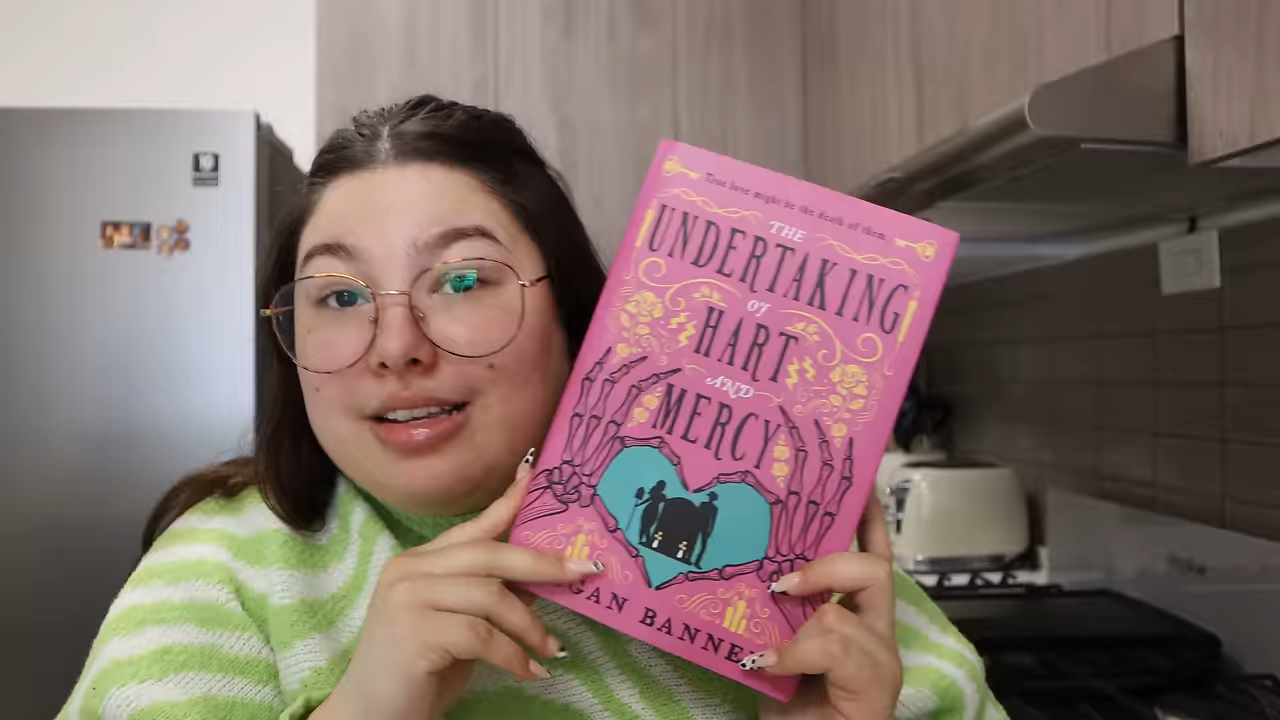 True love might be the death of them
THE
UNDERTAKING
OF
HART
AND
MERCY
GAN BANNE